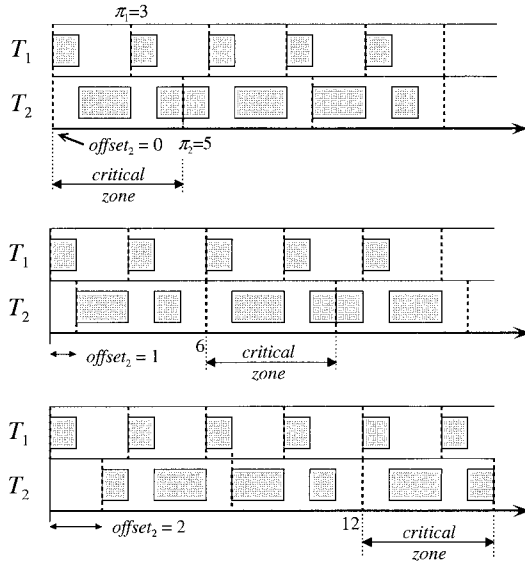 π₁=3
T₁
T₂
offset₂ = 0
π₂=5
critical
zone
T₁
T₂
6
offset₂ = 1
critical
zone
T₁
T₂
12
offset₂ = 2
critical
zone